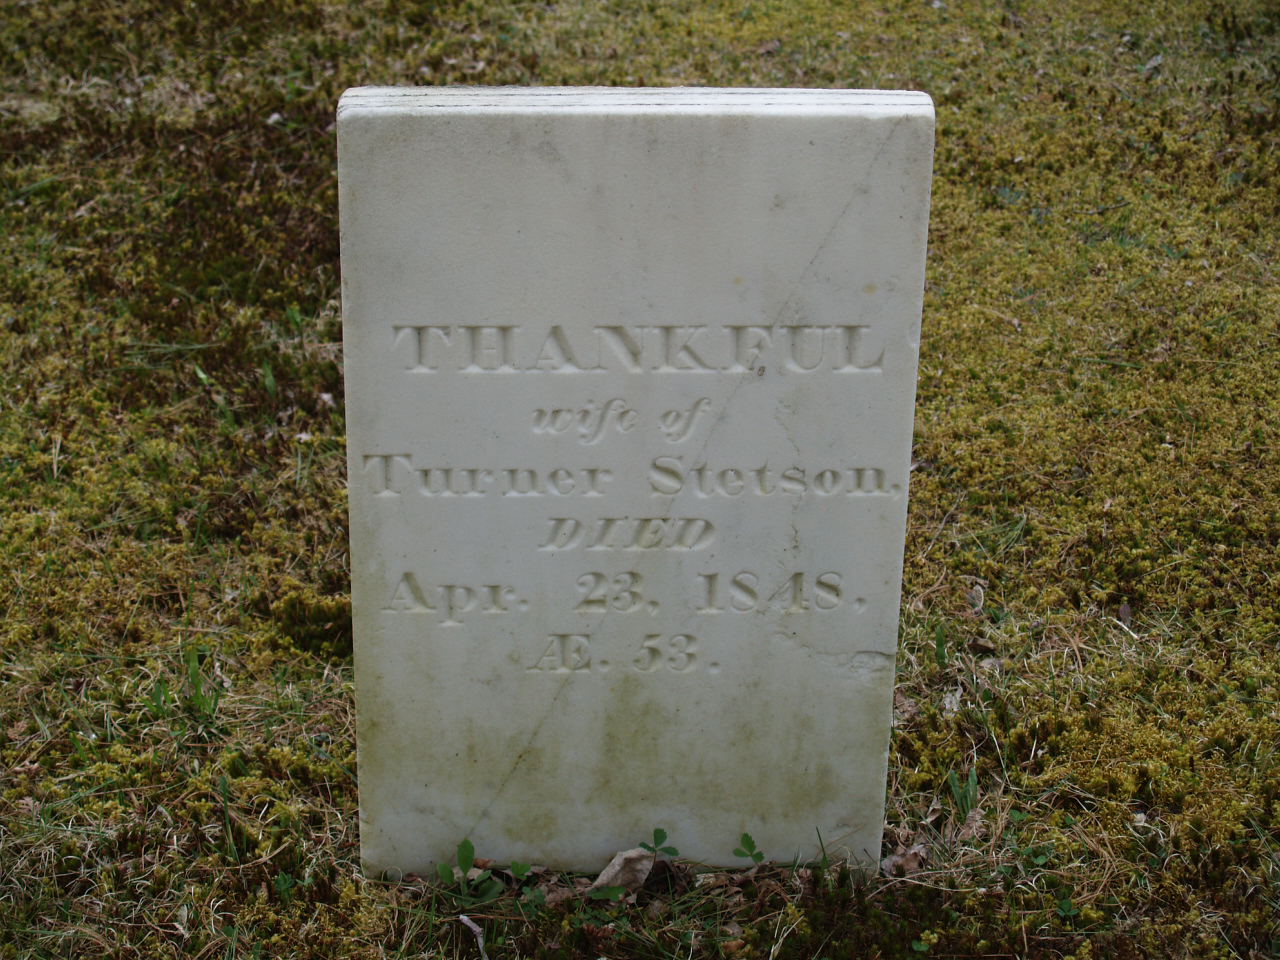 THANKFUL
wife of
Turner Stetson,
DIED
Apr. 23, 1848,
Æ. 53.